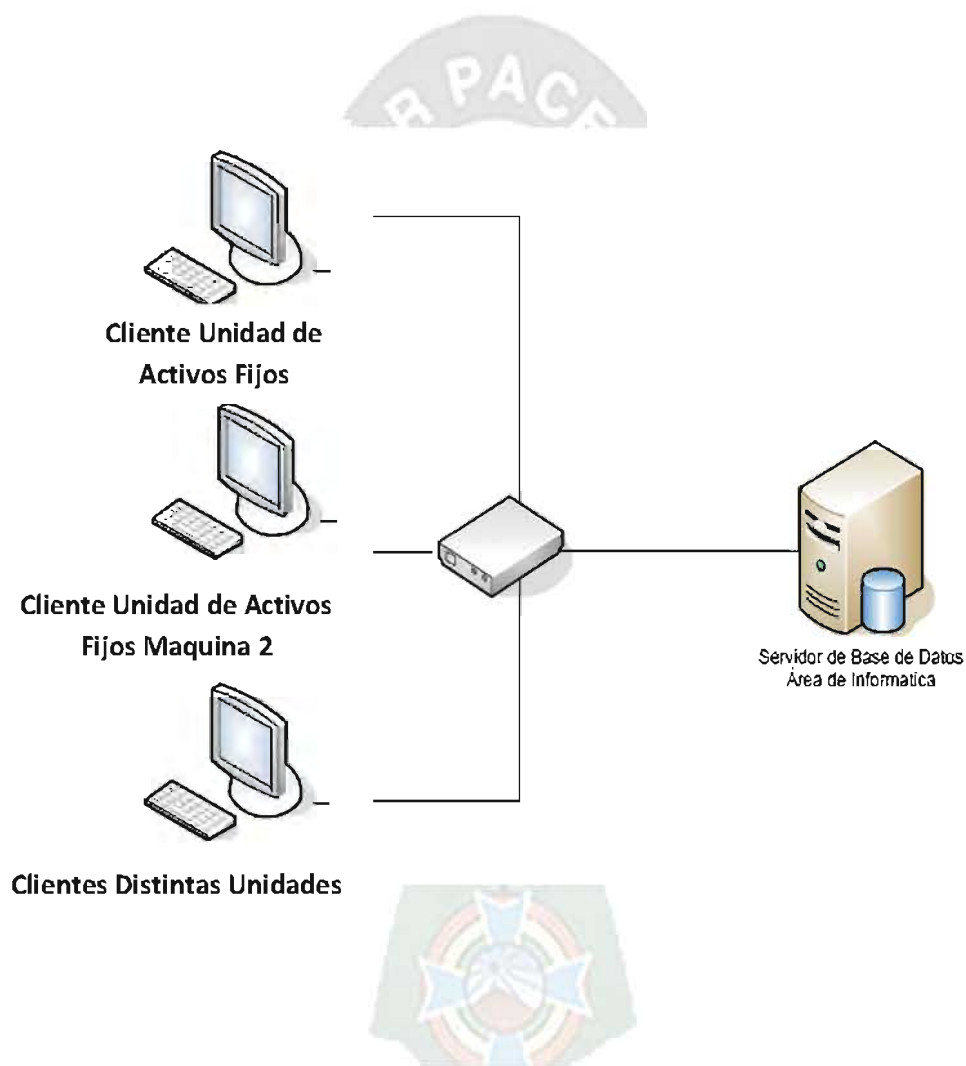 R PACE
Cliente Unidad de
Activos Fijos
Cliente Unidad de Activos
Fijos Maquina 2
Clientes Distintas Unidades
Servidor de Base de Datos
Área de Informatica